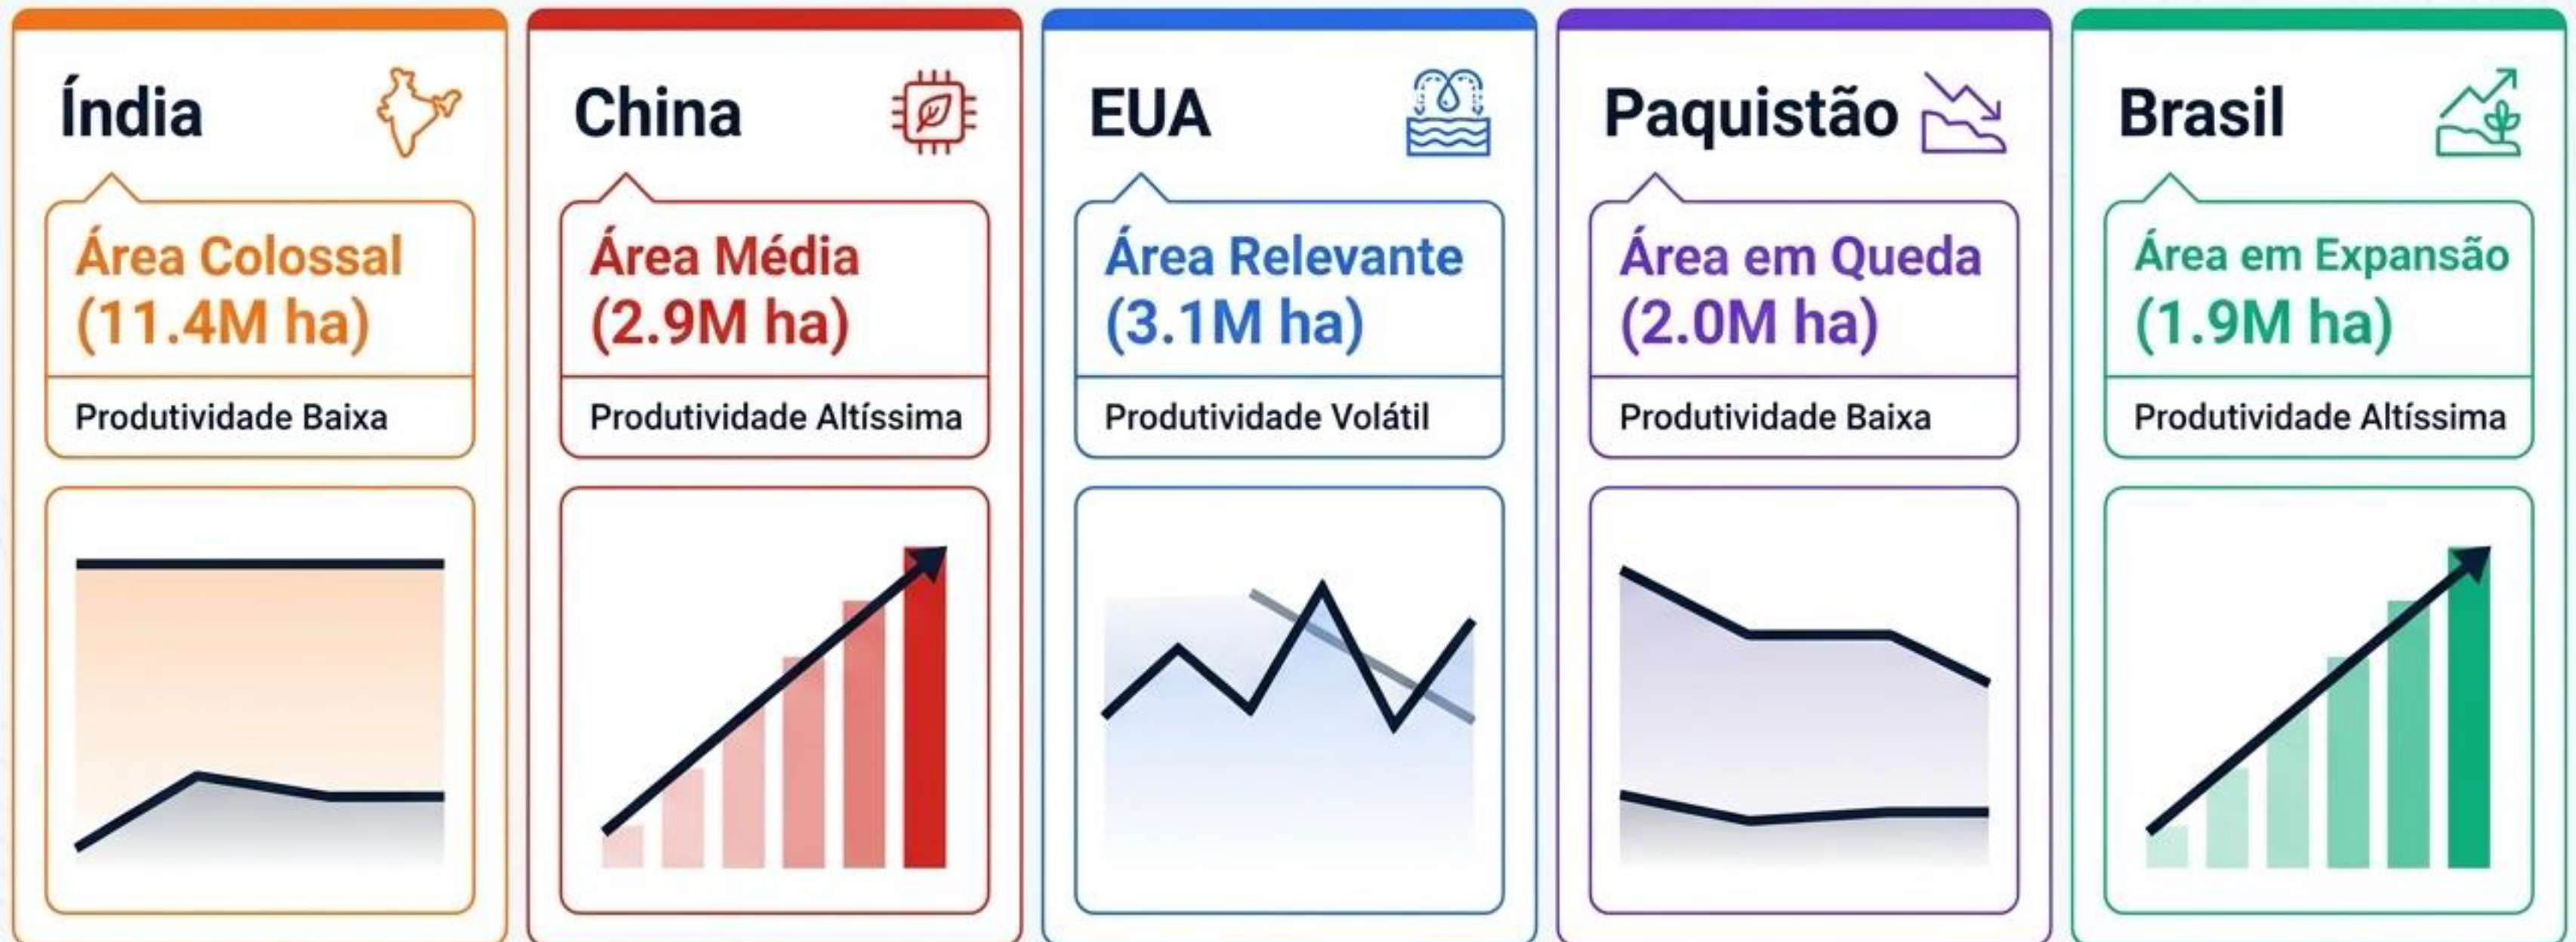 Índia
Área Colossal
(11.4M ha)
Produtividade Baixa
China
Área Média
(2.9M ha)
Produtividade Altíssima
EUA
Área Relevante
(3.1M ha)
Produtividade Volátil
Paquistão
Área em Queda
(2.0M ha)
Produtividade Baixa
Brasil
Área em Expansão
(1.9M ha)
Produtividade Altíssima